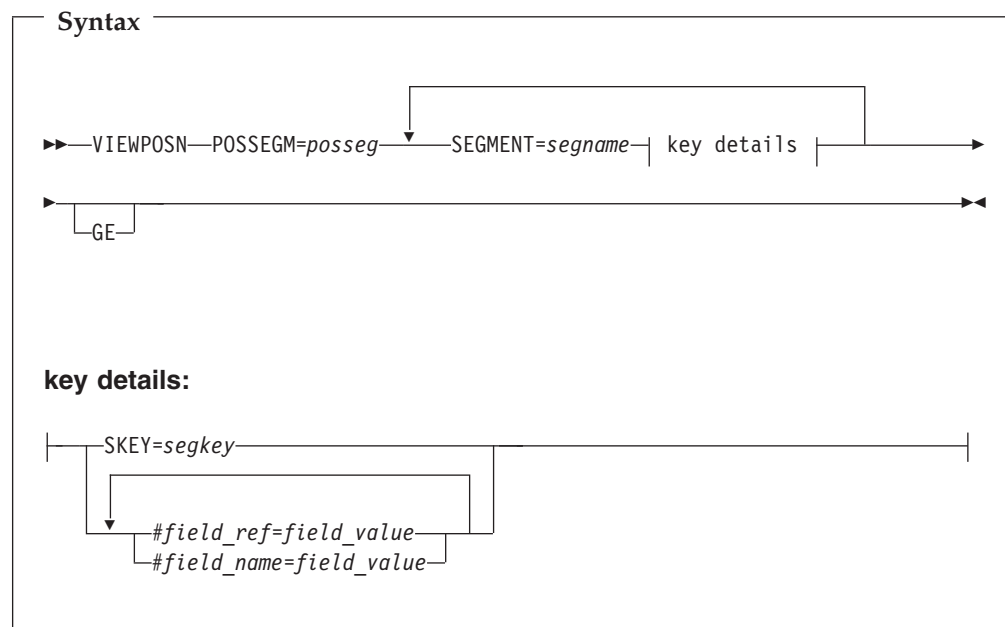 Syntax
VIEWPOSN POSSEGM=posseg SEGMENT=segname key details
GE
key details:
SKEY=segkey
#field_ref=field_value
#field_name=field_value